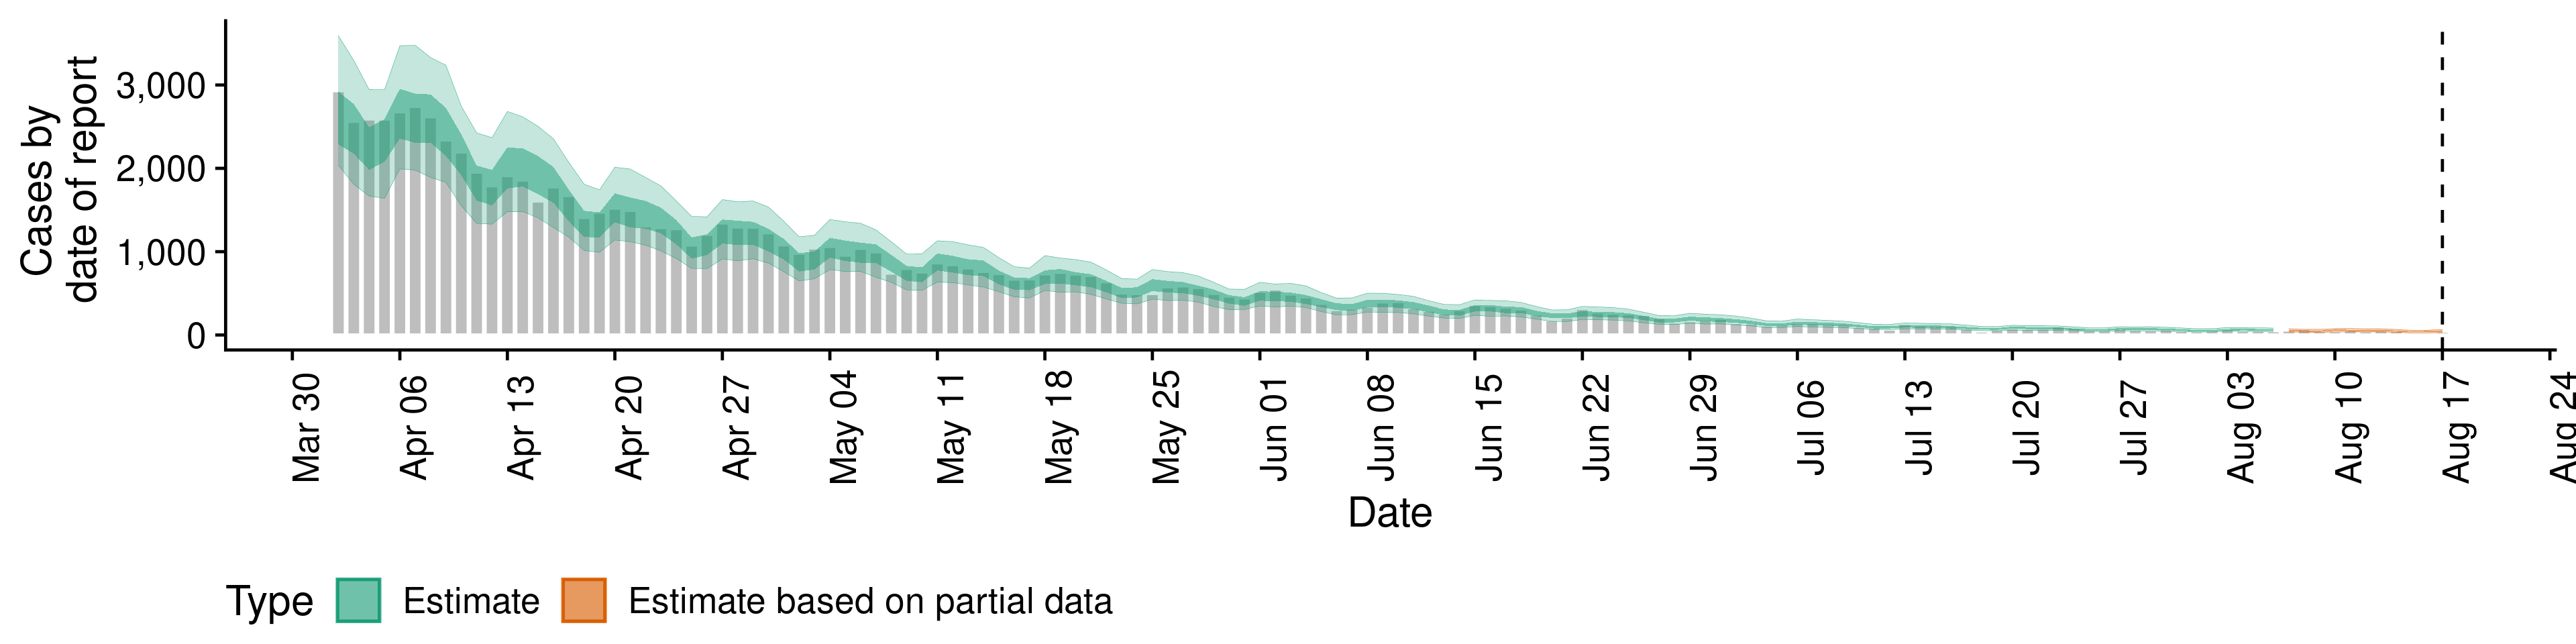 Cases by
date of report
3,000
2,000
1,000
0
Mar 30
Apr 06
Apr 13
Apr 20
Apr 27
May 04
May 11
May 18
May 25
Jun 01
Jun 08
Jun 15
Jun 22
Jun 29
Jul 06
Jul 13
Jul 20
Jul 27
Aug 03
Aug 10
Aug 17
Aug 24
Date
Type
Estimate
Estimate based on partial data